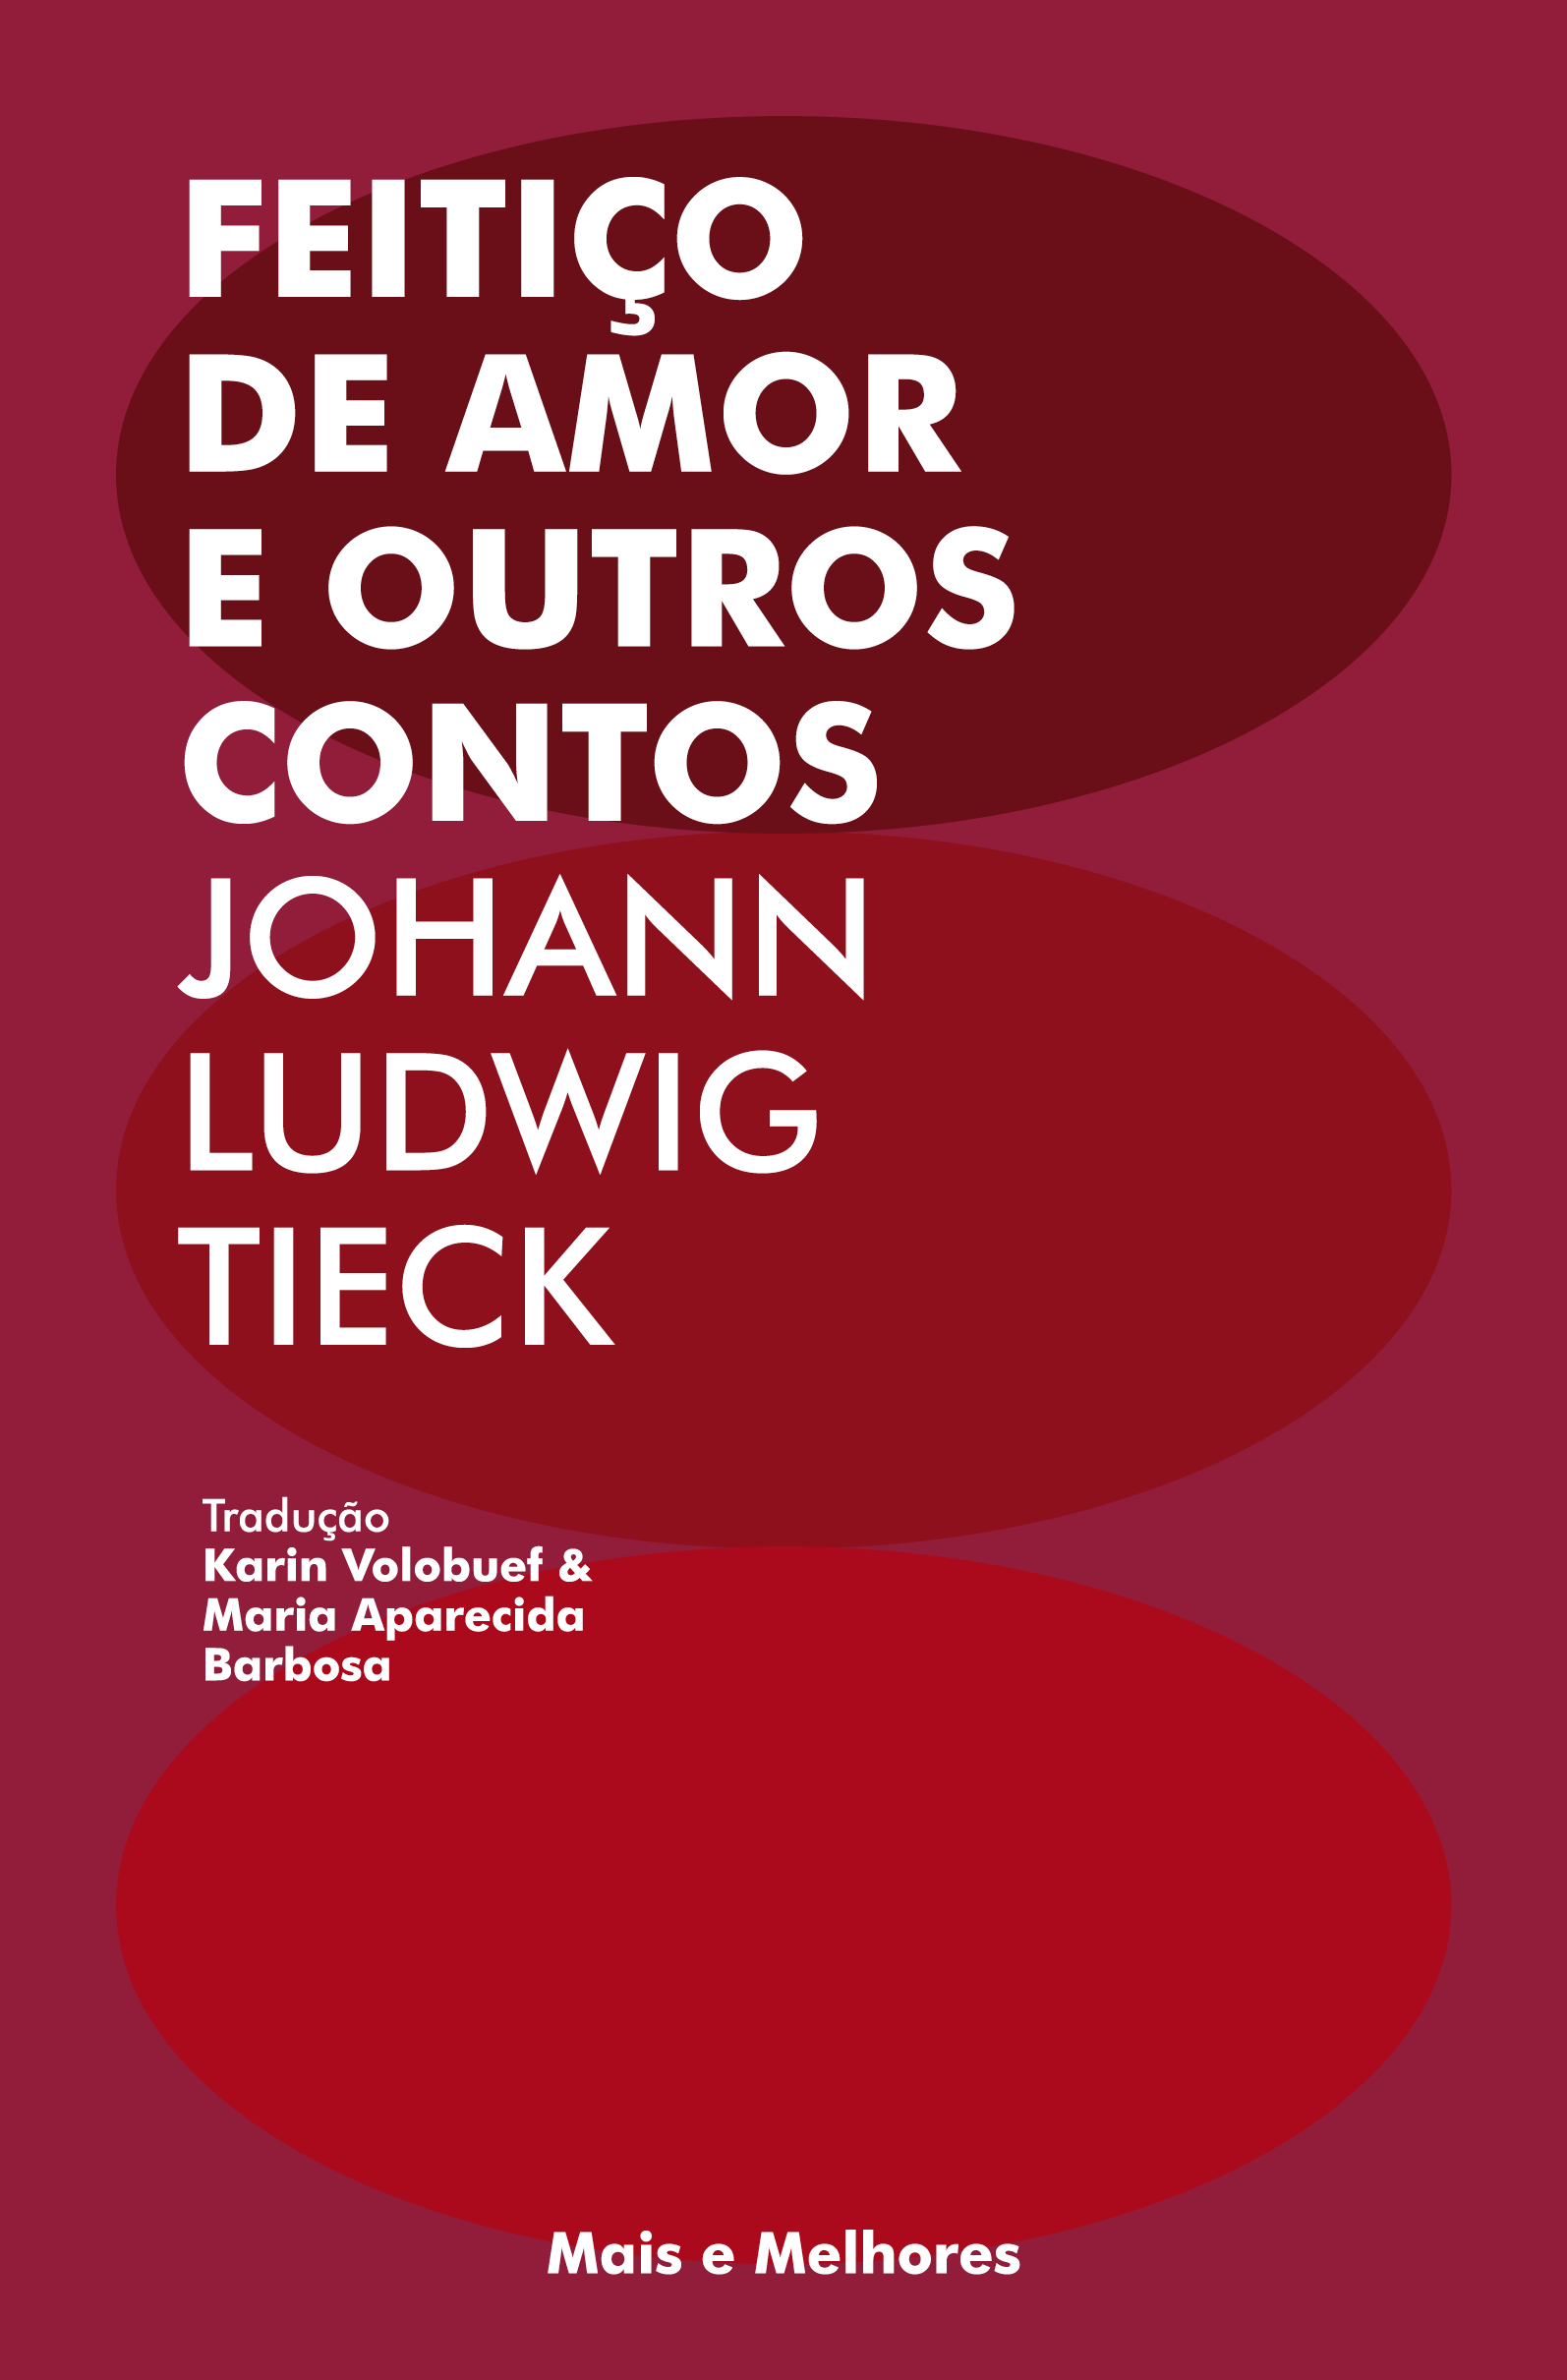 FEITIÇO
DE AMOR
E OUTROS
CONTOS
JOHANN
LUDWIG
TIECK
Tradução
Karin Volobuef &
Maria Aparecida
Barbosa
Mais e Melhores